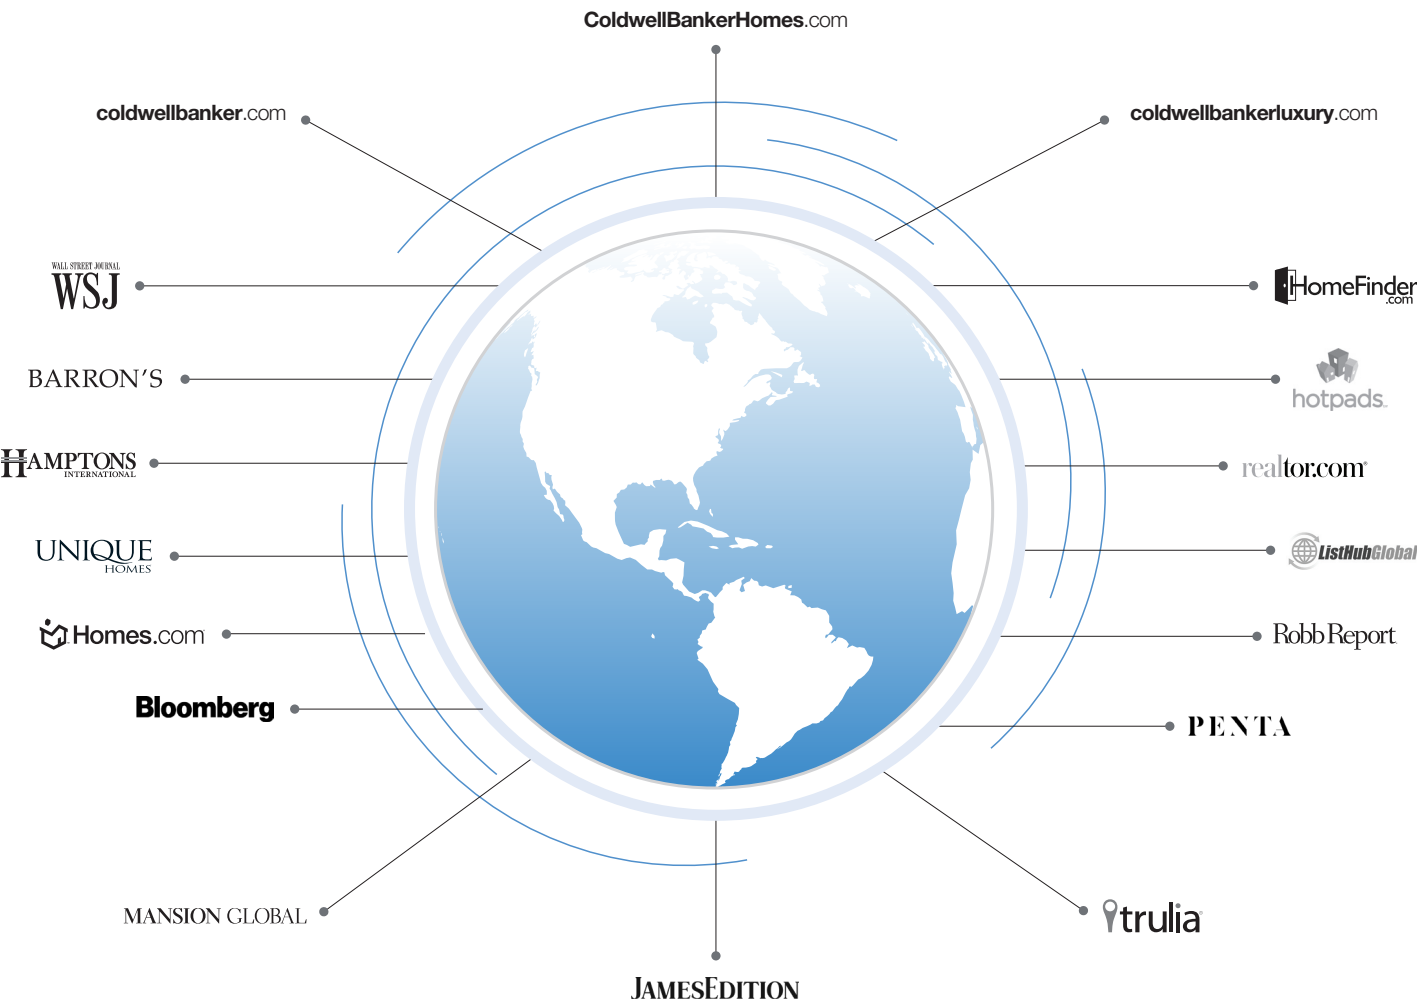 ColdwellBankerHomes.com
coldwellbanker.com
coldwellbankerluxury.com
WALL STREET JOURNAL
WSJ
HomeFinder
.com
BARRON'S
hotpads
HAMPTONS
INTERNATIONAL
realtor.com
UNIQUE
HOMES
ListHubGlobal
Homes.com
Robb Report
Bloomberg
PENTA
MANSION GLOBAL
trulia
JAMESEDITION